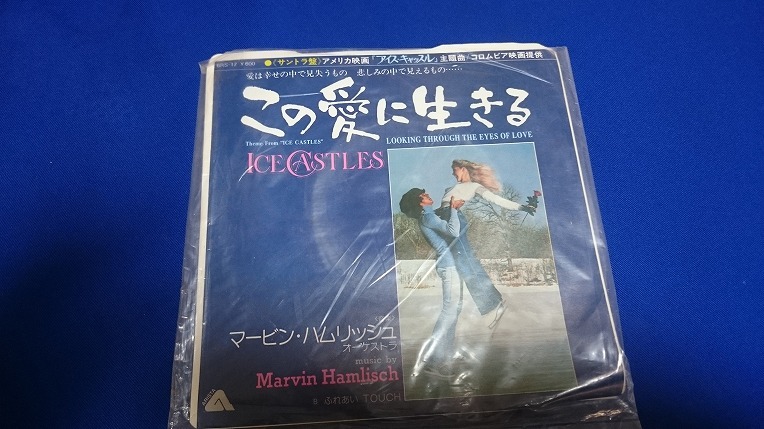 ¥600
●《サントラ盤》アメリカ映画「アイス・キャッスル」主題曲/コロムビア映画提供
愛は幸せの中で見失うもの 悲しみの中で見えるもの……
この愛に生きる
Theme From "ICE CASTLES"
LOOKING THROUGH THE EYES OF LOVE
ICE CASTLES
マービン・ハムリッシュ
オーケストラ
music by
Marvin Hamlisch
B ふれあい TOUCH
ARISTA